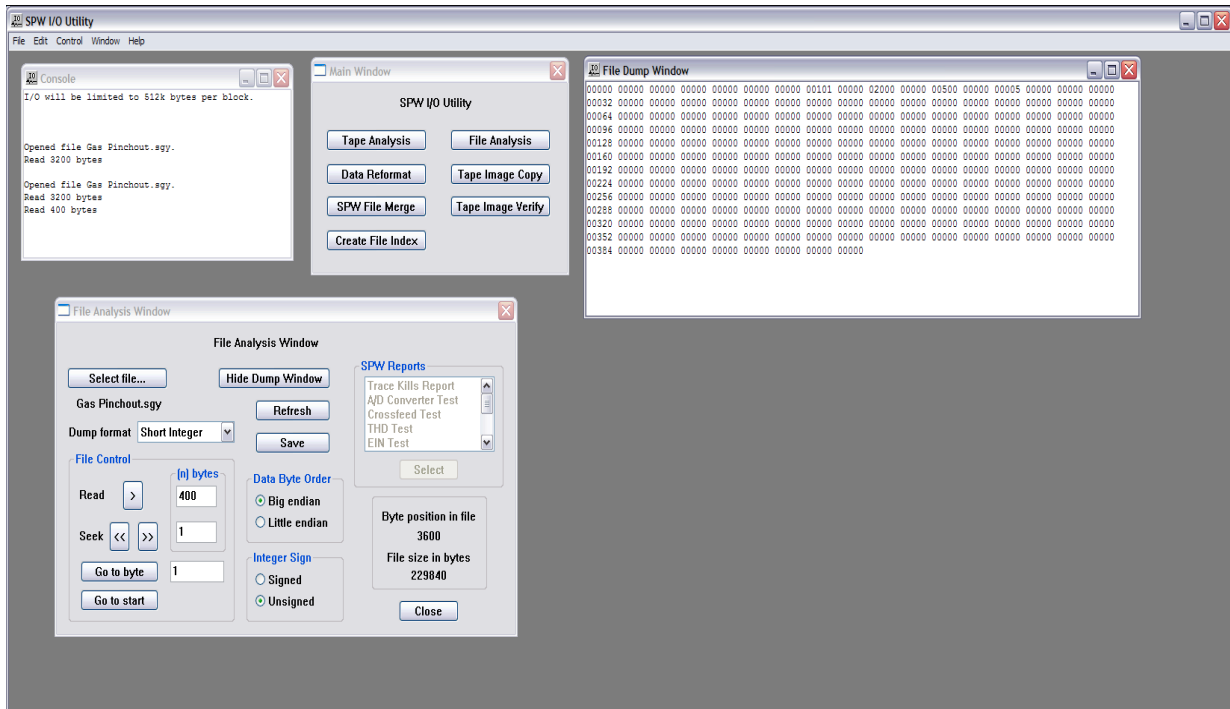 SPW I/O Utility
File Edit Control Window Help
Console
I/O will be limited to 512k bytes per block.
Opened file Gas Pinchout.sgy.
Read 3200 bytes
Opened file Gas Pinchout.sgy.
Read 3200 bytes
Read 400 bytes
Main Window
SPW I/O Utility
Tape Analysis File Analysis
Data Reformat Tape Image Copy
SPW File Merge Tape Image Verify
Create File Index
File Dump Window
00000 00000 00000 00000 00000 00000 00000 00101 00000 02000 00000 00500 00000 00005 00000 00000 00000
00032 00000 00000 00000 00000 00000 00000 00000 00000 00000 00000 00000 00000 00000 00000 00000 00000
00064 00000 00000 00000 00000 00000 00000 00000 00000 00000 00000 00000 00000 00000 00000 00000 00000
00096 00000 00000 00000 00000 00000 00000 00000 00000 00000 00000 00000 00000 00000 00000 00000 00000
00128 00000 00000 00000 00000 00000 00000 00000 00000 00000 00000 00000 00000 00000 00000 00000 00000
00160 00000 00000 00000 00000 00000 00000 00000 00000 00000 00000 00000 00000 00000 00000 00000 00000
00192 00000 00000 00000 00000 00000 00000 00000 00000 00000 00000 00000 00000 00000 00000 00000 00000
00224 00000 00000 00000 00000 00000 00000 00000 00000 00000 00000 00000 00000 00000 00000 00000 00000
00256 00000 00000 00000 00000 00000 00000 00000 00000 00000 00000 00000 00000 00000 00000 00000 00000
00288 00000 00000 00000 00000 00000 00000 00000 00000 00000 00000 00000 00000 00000 00000 00000 00000
00320 00000 00000 00000 00000 00000 00000 00000 00000 00000 00000 00000 00000 00000 00000 00000 00000
00352 00000 00000 00000 00000 00000 00000 00000 00000 00000 00000 00000 00000 00000 00000 00000 00000
00384 00000 00000 00000 00000 00000 00000 00000 00000
File Analysis Window
File Analysis Window
Select file... Hide Dump Window
Gas Pinchout.sgy
Refresh
Dump format Short Integer
Save
File Control
(n) bytes
Read > 400
Seek << >> 1
Go to byte 1
Go to start
Data Byte Order
Big endian
Little endian
Integer Sign
Signed
Unsigned
SPW Reports
Trace Kills Report
A/D Converter Test
Crossfeed Test
THD Test
EIN Test
Select
Byte position in file
3600
File size in bytes
229840
Close